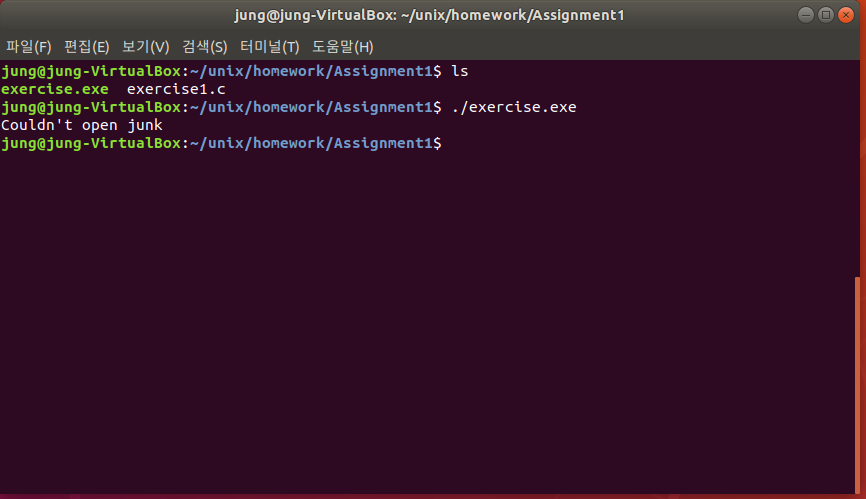 jung@jung-VirtualBox: ~/unix/homework/Assignment1
파일(F) 편집(E) 보기(V) 검색(S) 터미널(T) 도움말(H)
jung@jung-VirtualBox:~/unix/homework/Assignment1$ ls
exercise.exe  exercise1.c
jung@jung-VirtualBox:~/unix/homework/Assignment1$ ./exercise.exe
Couldn't open junk
jung@jung-VirtualBox:~/unix/homework/Assignment1$